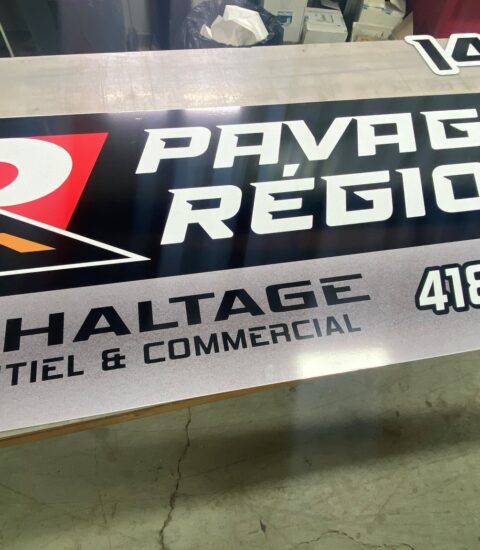 14
R
PAVAG
RÉGIO
HALTAGE
TIEL & COMMERCIAL
418